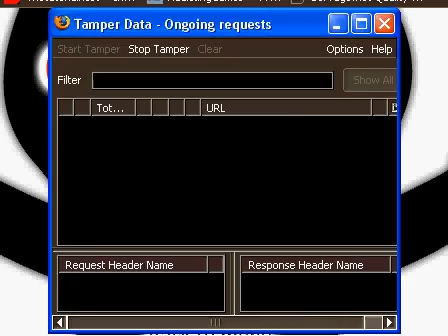 Tamper Data - Ongoing requests
Start Tamper Stop Tamper Clear Options Help
Filter Show All
Tot... URL
Request Header Name Response Header Name